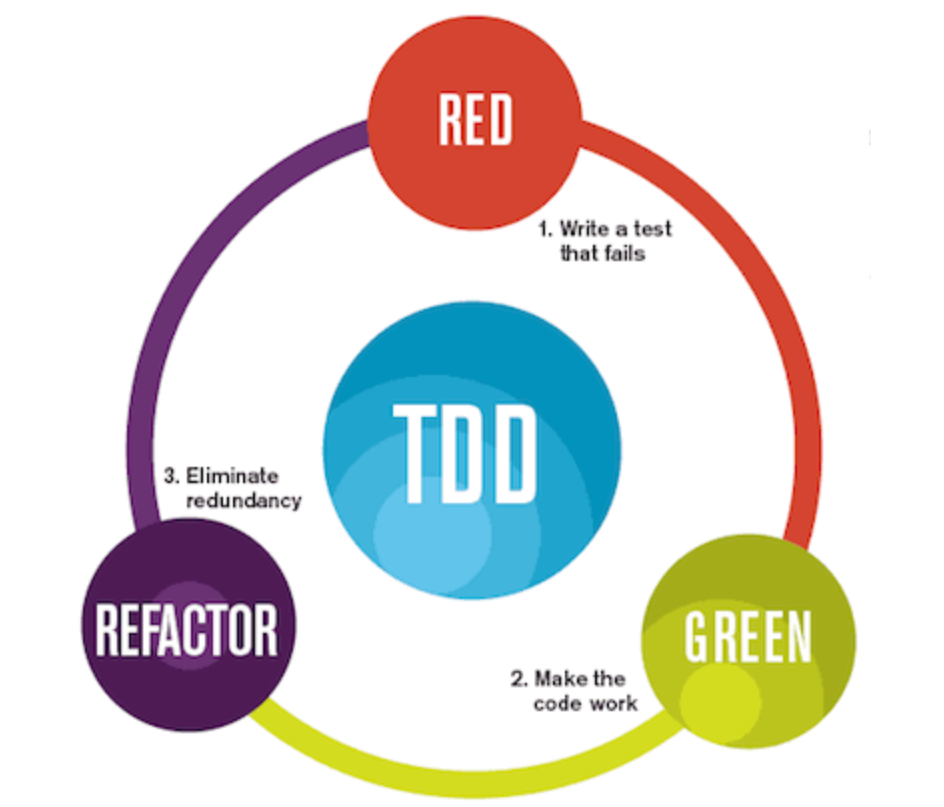 RED
1. Write a test
that fails
TDD
3. Eliminate
redundancy
REFACTOR
GREEN
2. Make the
code work